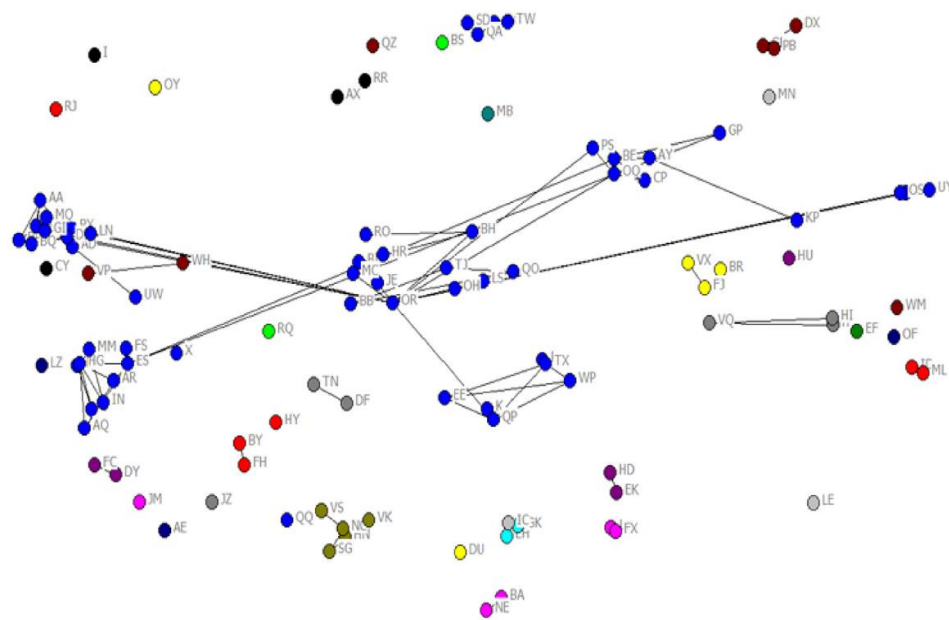 SD
TW
QA
BS
DX
PB
QZ
I
RR
AX
OY
RJ
MB
MN
GP
PS
BE
AY
OO
CP
OS
UY
KP
AA
MO
LN
BQ
AD
CY
VP
WH
UW
RO
BH
HR
MC
TJ
QO
JE
LS
OH
BB
OR
HU
VX
BR
FJ
VQ
HI
EF
WM
OF
ML
RQ
MM
FS
X
LZ
HG
ES
AR
IN
AQ
TX
WP
EE
K
QP
TN
DF
HY
BY
FH
FC
DY
JM
JZ
AE
HD
EK
FX
LE
QQ
VS
VK
SG
IC
DU
BA
NE